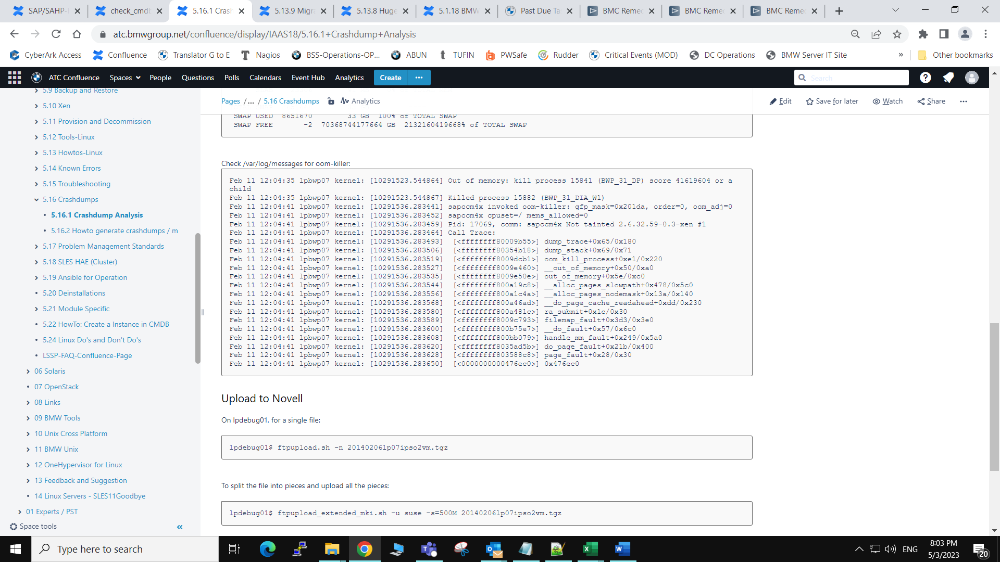 SAP/SAHP-
check_cmdb
5.16.1 Crash
5.13.9 Migra
5.13.8 Huge
5.1.18 BMW
Past Due Ta
BMC Remed
BMC Remed
BMC Remed
atc.bmwgroup.net/confluence/display/IAAS18/5.16.1+Crashdump+Analysis
CyberArk Access
Confluence
Translator G to E
Nagios
BSS-Operations-OP...
ABUN
TUFIN
PWSafe
Rudder
Critical Events (MOD)
DC Operations
BMW Server IT Site
»
Other bookmarks
ATC Confluence
Spaces
People
Questions
Polls
Calendars
Event Hub
Analytics
Create
Search
5.9 Backup and Restore
5.10 Xen
5.11 Provision and Decommission
5.12 Tools-Linux
5.13 Howtos-Linux
5.14 Known Errors
5.15 Troubleshooting
5.16 Crashdumps
5.16.1 Crashdump Analysis
5.16.2 Howto generate crashdumps / m
5.17 Problem Management Standards
5.18 SLES HAE (Cluster)
5.19 Ansible for Operation
5.20 Deinstallations
5.21 Module Specific
5.22 HowTo: Create a Instance in CMDB
5.24 Linux Do's and Don't Do's
LSSP-FAQ-Confluence-Page
06 Solaris
07 OpenStack
08 Links
09 BMW Tools
10 Unix Cross Platform
11 BMW Unix
12 OneHypervisor for Linux
13 Feedback and Suggestion
14 Linux Servers - SLES11Goodbye
01 Experts / PST
Space tools
«
Pages /... / 5.16 Crashdumps
Analytics
Edit
Save for later
Watch
Share
SWAP USED 8651670 33 GB 100% of TOTAL SWAP
SWAP FREE -2 70368744177664 GB 2132160419668% of TOTAL SWAP
Check /var/log/messages for oom-killer:
Feb 11 12:04:35 lpbwp07 kernel: [10291523.544864] Out of memory: kill process 15841 (BWP_31_DP) score 41619604 or a
child
Feb 11 12:04:35 lpbwp07 kernel: [10291523.544867] Killed process 15882 (BWP_31_DIA_W1)
Feb 11 12:04:41 lpbwp07 kernel: [10291536.283441] sapccm4x invoked oom-killer: gfp_mask=0x201da, order=0, oom_adj=0
Feb 11 12:04:41 lpbwp07 kernel: [10291536.283452] sapccm4x cpuset=/ mems_allowed=0
Feb 11 12:04:41 lpbwp07 kernel: [10291536.283459] Pid: 17069, comm: sapccm4x Not tainted 2.6.32.59-0.3-xen #1
Feb 11 12:04:41 lpbwp07 kernel: [10291536.283464] Call Trace:
Feb 11 12:04:41 lpbwp07 kernel: [10291536.283493] [<ffffffff80009b55>] dump_trace+0x65/0x180
Feb 11 12:04:41 lpbwp07 kernel: [10291536.283506] [<ffffffff80354b18>] dump_stack+0x69/0x71
Feb 11 12:04:41 lpbwp07 kernel: [10291536.283519] [<ffffffff8009dcb1>] oom_kill_process+0xe1/0x220
Feb 11 12:04:41 lpbwp07 kernel: [10291536.283527] [<ffffffff8009e460>] __out_of_memory+0x50/0xa0
Feb 11 12:04:41 lpbwp07 kernel: [10291536.283535] [<ffffffff8009e50e>] out_of_memory+0x5e/0xc0
Feb 11 12:04:41 lpbwp07 kernel: [10291536.283544] [<ffffffff800a19c8>] __alloc_pages_slowpath+0x478/0x5c0
Feb 11 12:04:41 lpbwp07 kernel: [10291536.283556] [<ffffffff800a1c4a>] __alloc_pages_nodemask+0x13a/0x140
Feb 11 12:04:41 lpbwp07 kernel: [10291536.283568] [<ffffffff800a46ad>] __do_page_cache_readahead+0xdd/0x230
Feb 11 12:04:41 lpbwp07 kernel: [10291536.283580] [<ffffffff800a481c>] ra_submit+0x1c/0x30
Feb 11 12:04:41 lpbwp07 kernel: [10291536.283589] [<ffffffff8009c793>] filemap_fault+0x3d3/0x3e0
Feb 11 12:04:41 lpbwp07 kernel: [10291536.283600] [<ffffffff800b75e7>] __do_fault+0x57/0x6c0
Feb 11 12:04:41 lpbwp07 kernel: [10291536.283608] [<ffffffff800bb079>] handle_mm_fault+0x249/0x5a0
Feb 11 12:04:41 lpbwp07 kernel: [10291536.283620] [<ffffffff8035ad5b>] do_page_fault+0x21b/0x400
Feb 11 12:04:41 lpbwp07 kernel: [10291536.283628] [<ffffffff803588c8>] page_fault+0x28/0x30
Feb 11 12:04:41 lpbwp07 kernel: [10291536.283650] [<0000000000476ec0>] 0x476ec0
Upload to Novell
On lpdebug01, for a single file:
lpdebug01$ ftpupload.sh -n 20140206lp07ipso2vm.tgz
To split the file into pieces and upload all the pieces:
lpdebug01$ ftpupload_extended_mki.sh -u suse -s=500M 20140206lp07ipso2vm.tgz
Type here to search
ENG
8:03 PM
5/3/2023
20